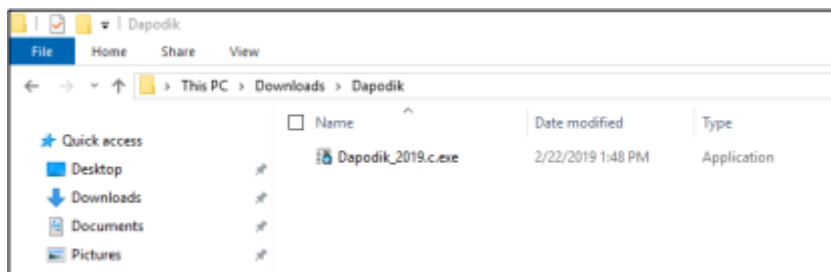 Dapodik
File Home Share View
This PC > Downloads > Dapodik
Name Date modified Type
Quick access
Dapodik_2019.c.exe 2/22/2019 1:48 PM Application
Desktop
Downloads
Documents
Pictures